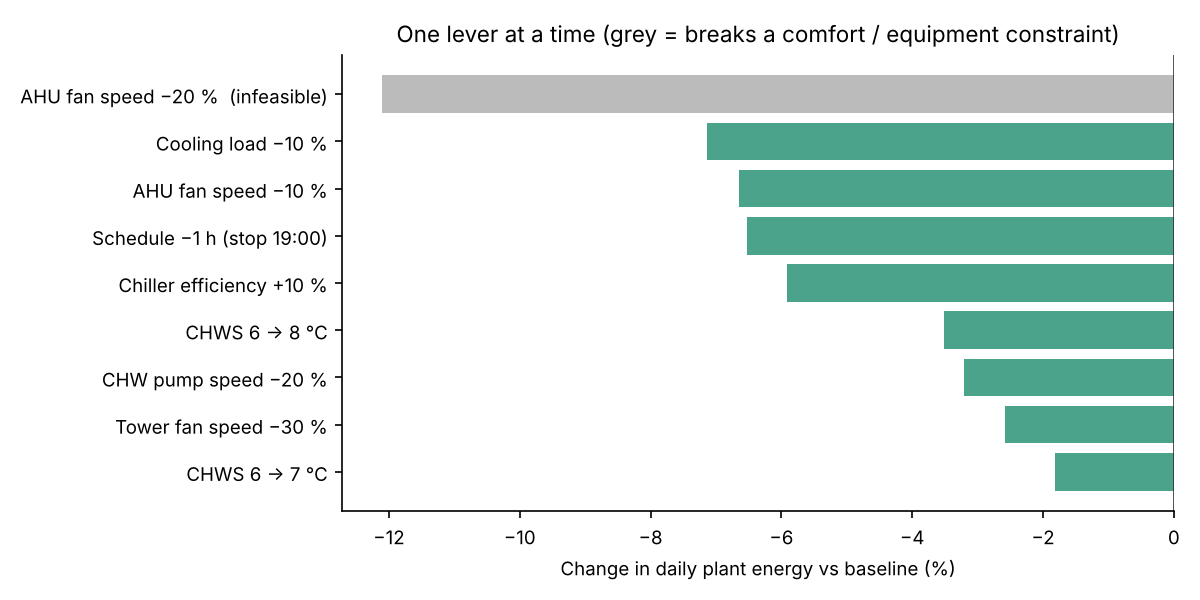 One lever at a time (grey = breaks a comfort / equipment constraint)
AHU fan speed −20 %  (infeasible)
Cooling load −10 %
AHU fan speed −10 %
Schedule −1 h (stop 19:00)
Chiller efficiency +10 %
CHWS 6 → 8 °C
CHW pump speed −20 %
Tower fan speed −30 %
CHWS 6 → 7 °C
−12 −10 −8 −6 −4 −2 0
Change in daily plant energy vs baseline (%)